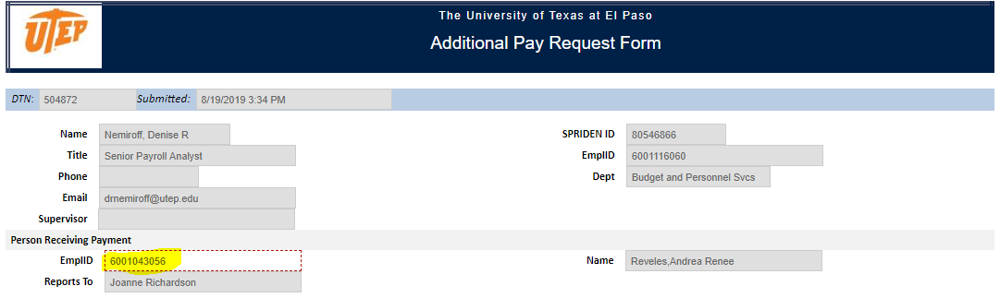 UTEP
The University of Texas at El Paso
Additional Pay Request Form
DTN: 504872 Submitted: 8/19/2019 3:34 PM
Name Nemiroff, Denise R SPRIDEN ID 80546866
Title Senior Payroll Analyst EmplID 6001116060
Phone Dept Budget and Personnel Svcs
Email drnemiroff@utep.edu
Supervisor
Person Receiving Payment
EmplID 6001043056 Name Reveles,Andrea Renee
Reports To Joanne Richardson